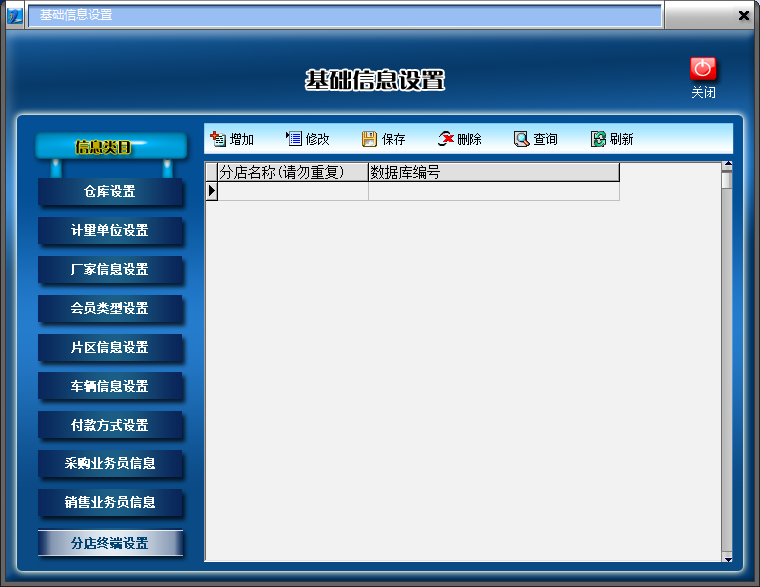 基础信息设置
基础信息设置
关闭
信息类目
仓库设置
计量单位设置
厂家信息设置
会员类型设置
片区信息设置
车辆信息设置
付款方式设置
采购业务员信息
销售业务员信息
分店终端设置
增加 修改 保存 删除 查询 刷新
分店名称(请勿重复) 数据库编号